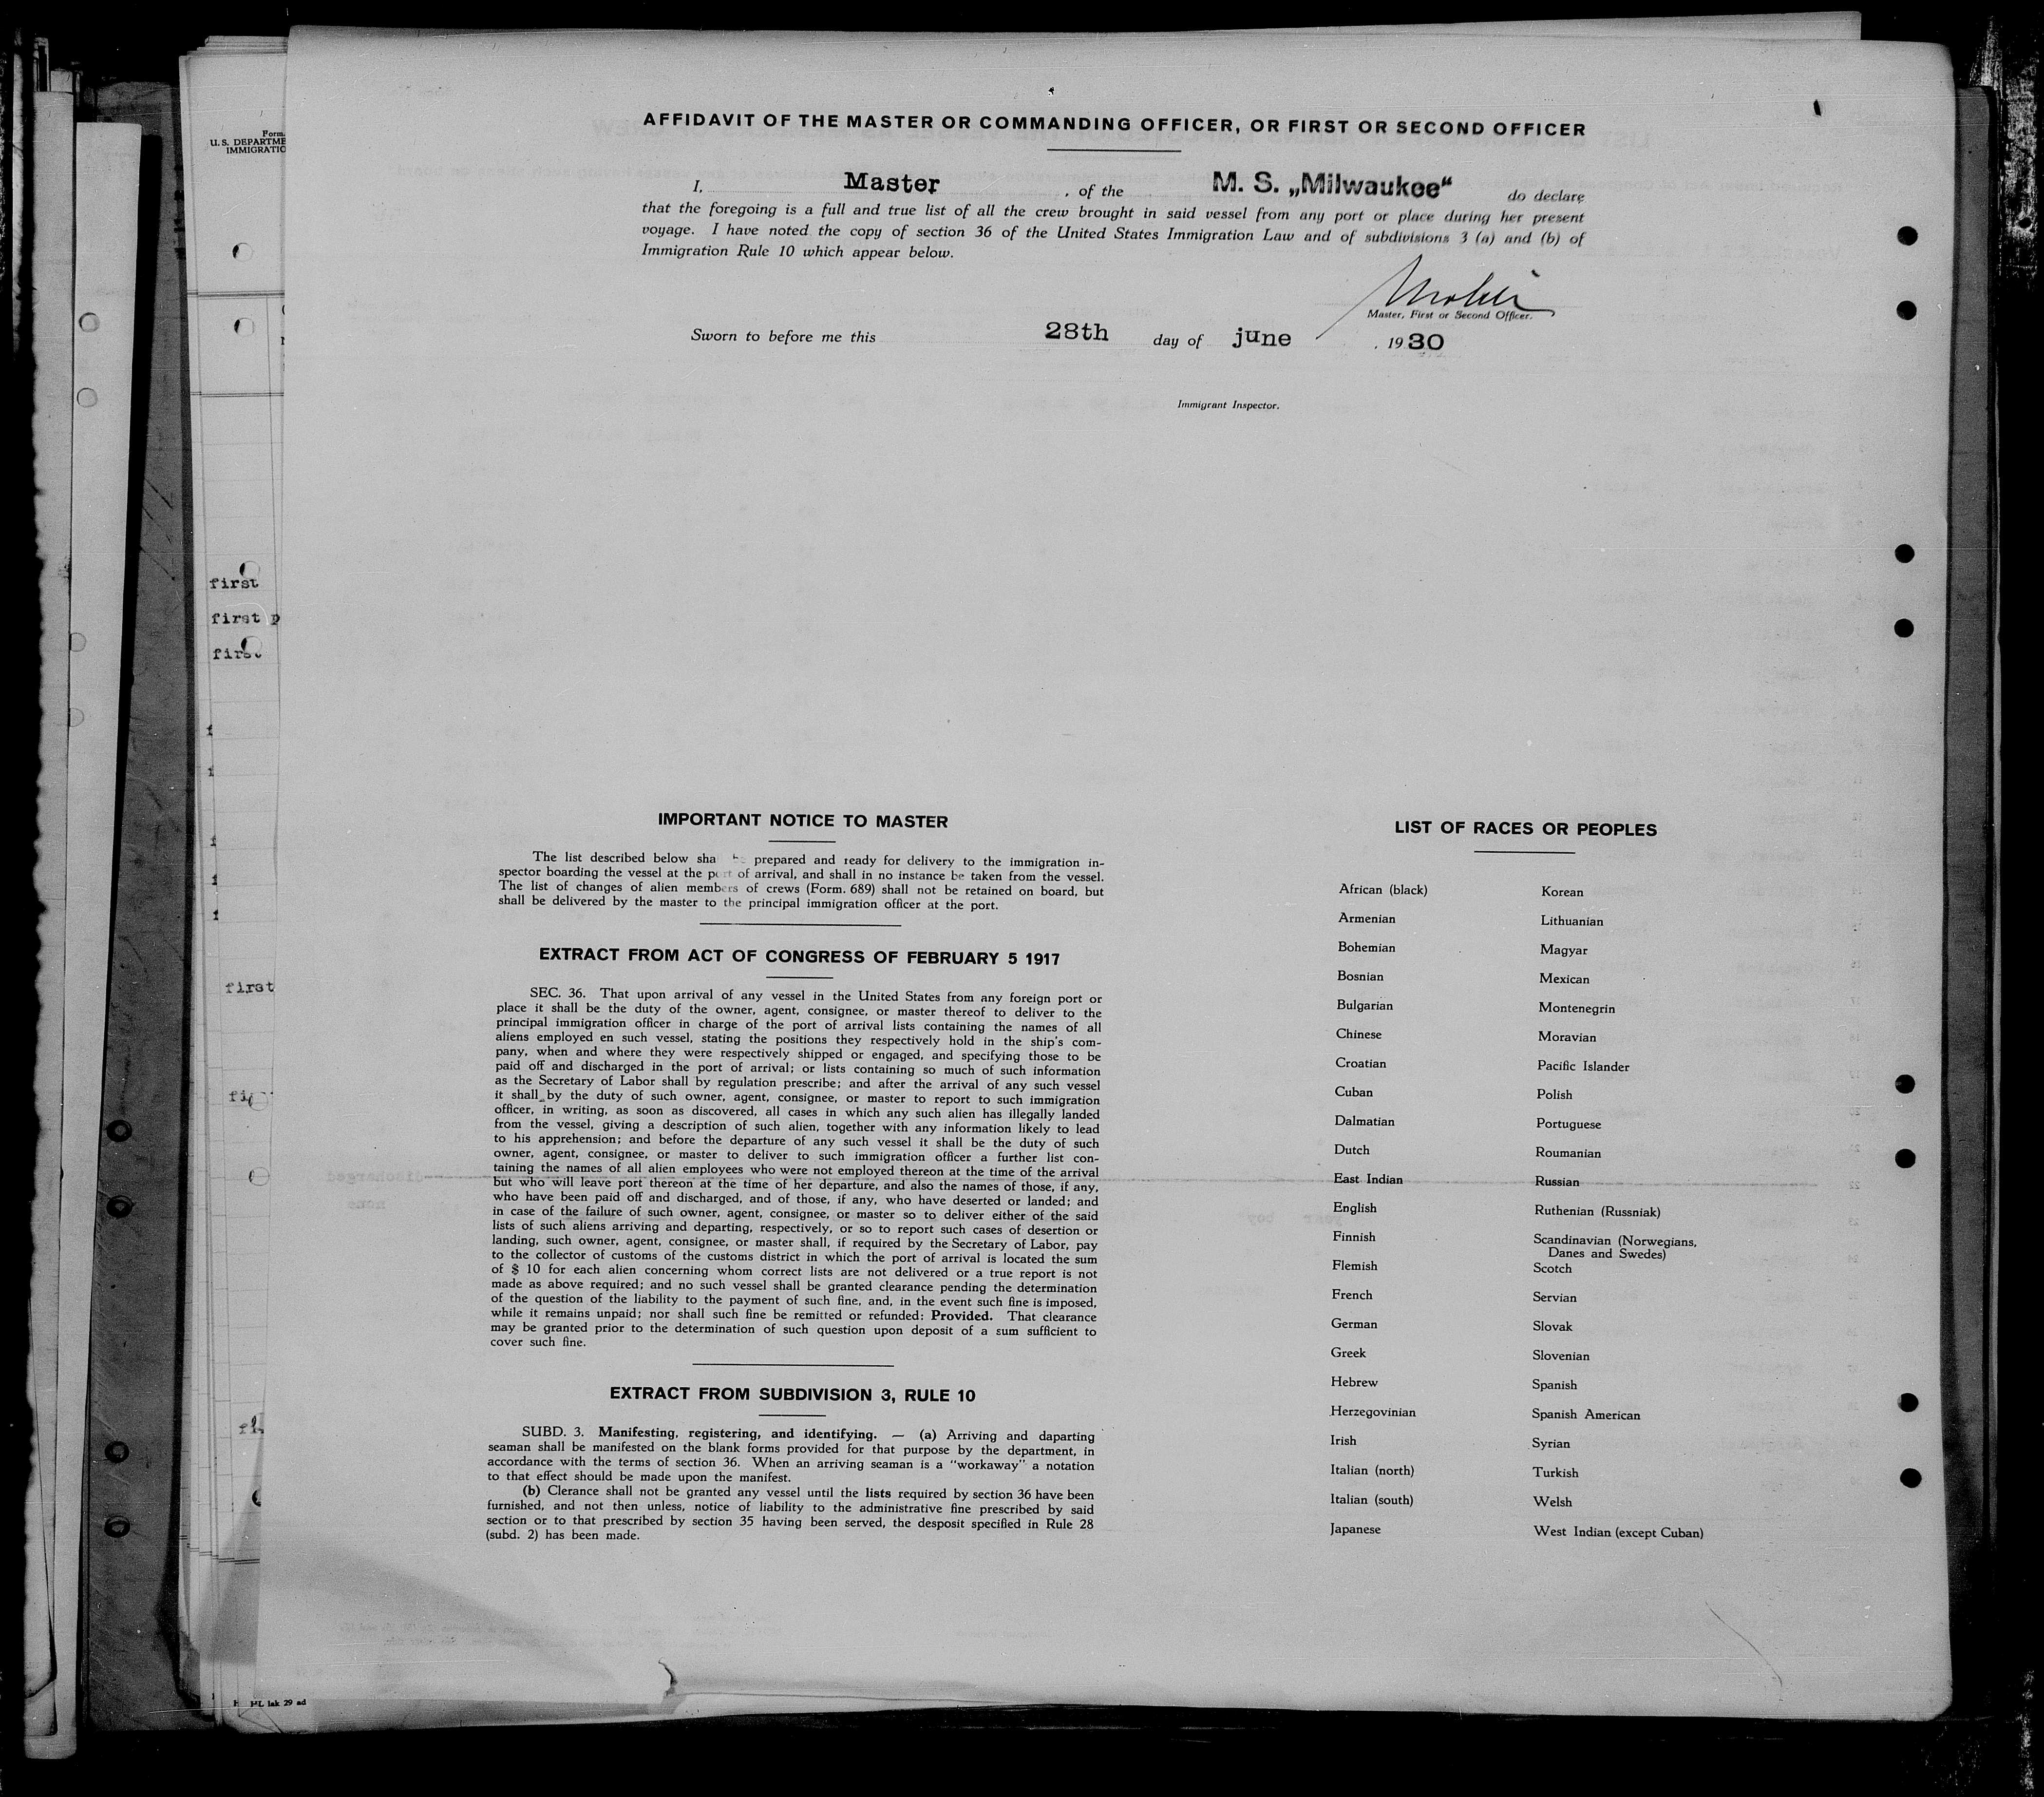 AFFIDAVIT OF THE MASTER OR COMMANDING OFFICER, OR FIRST OR SECOND OFFICER
I, Master, of the M. S. „Milwaukee“ do declare
that the foregoing is a full and true list of all the crew brought in said vessel from any port or place during her present
voyage. I have noted the copy of section 36 of the United States Immigration Law and of subdivisions 3 (a) and (b) of
Immigration Rule 10 which appear below.
Master, First or Second Officer.
Sworn to before me this 28th day of june, 1930
Immigrant Inspector.
Form
U. S. DEPARTME
IMMIGRATIO
first
first p
first
first
IMPORTANT NOTICE TO MASTER
The list described below sha be prepared and ready for delivery to the immigration in-
spector boarding the vessel at the port of arrival, and shall in no instance be taken from the vessel.
The list of changes of alien members of crews (Form. 689) shall not be retained on board, but
shall be delivered by the master to the principal immigration officer at the port.
EXTRACT FROM ACT OF CONGRESS OF FEBRUARY 5 1917
SEC. 36. That upon arrival of any vessel in the United States from any foreign port or
place it shall be the duty of the owner, agent, consignee, or master thereof to deliver to the
principal immigration officer in charge of the port of arrival lists containing the names of all
aliens employed en such vessel, stating the positions they respectively hold in the ship's com-
pany, when and where they were respectively shipped or engaged, and specifying those to be
paid off and discharged in the port of arrival; or lists containing so much of such information
as the Secretary of Labor shall by regulation prescribe; and after the arrival of any such vessel
it shall by the duty of such owner, agent, consignee, or master to report to such immigration
officer, in writing, as soon as discovered, all cases in which any such alien has illegally landed
from the vessel, giving a description of such alien, together with any information likely to lead
to his apprehension; and before the departure of any such vessel it shall be the duty of such
owner, agent, consignee, or master to deliver to such immigration officer a further list con-
taining the names of all alien employees who were not employed thereon at the time of the arrival
but who will leave port thereon at the time of her departure, and also the names of those, if any,
who have been paid off and discharged, and of those, if any, who have deserted or landed; and
in case of the failure of such owner, agent, consignee, or master so to deliver either of the said
lists of such aliens arriving and departing, respectively, or so to report such cases of desertion or
landing, such owner, agent, consignee, or master shall, if required by the Secretary of Labor, pay
to the collector of customs of the customs district in which the port of arrival is located the sum
of $ 10 for each alien concerning whom correct lists are not delivered or a true report is not
made as above required; and no such vessel shall be granted clearance pending the determination
of the question of the liability to the payment of such fine, and, in the event such fine is imposed,
while it remains unpaid; nor shall such fine be remitted or refunded: Provided. That clearance
may be granted prior to the determination of such question upon deposit of a sum sufficient to
cover such fine.
EXTRACT FROM SUBDIVISION 3, RULE 10
SUBD. 3. Manifesting, registering, and identifying. — (a) Arriving and daparting
seaman shall be manifested on the blank forms provided for that purpose by the department, in
accordance with the terms of section 36. When an arriving seaman is a "workaway" a notation
to that effect should be made upon the manifest.
(b) Clerance shall not be granted any vessel until the lists required by section 36 have been
furnished, and not then unless, notice of liability to the administrative fine prescribed by said
section or to that prescribed by section 35 having been served, the desposit specified in Rule 28
(subd. 2) has been made.
LIST OF RACES OR PEOPLES
African (black)
Armenian
Bohemian
Bosnian
Bulgarian
Chinese
Croatian
Cuban
Dalmatian
Dutch
East Indian
English
Finnish
Flemish
French
German
Greek
Hebrew
Herzegovinian
Irish
Italian (north)
Italian (south)
Japanese
Korean
Lithuanian
Magyar
Mexican
Montenegrin
Moravian
Pacific Islander
Polish
Portuguese
Roumanian
Russian
Ruthenian (Russniak)
Scandinavian (Norwegians,
Danes and Swedes)
Scotch
Servian
Slovak
Slovenian
Spanish
Spanish American
Syrian
Turkish
Welsh
West Indian (except Cuban)